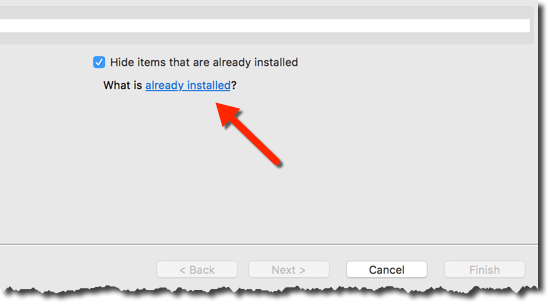 Hide items that are already installed
What is already installed?
< Back Next > Cancel Finish